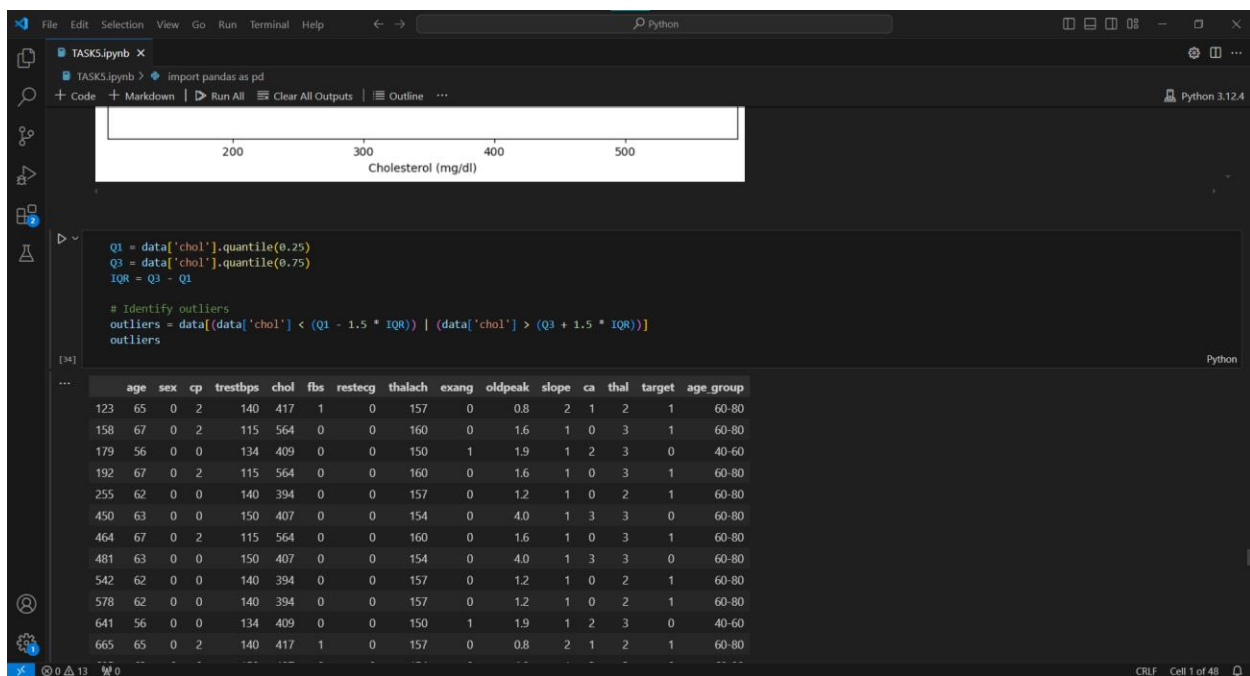 File Edit Selection View Go Run Terminal Help ← → Python
TASK5.ipynb ×
TASK5.ipynb > import pandas as pd
+ Code + Markdown | Run All Clear All Outputs | Outline ... Python 3.12.4
200 300 400 500
Cholesterol (mg/dl)
Q1 = data['chol'].quantile(0.25)
Q3 = data['chol'].quantile(0.75)
IQR = Q3 - Q1
# Identify outliers
outliers = data[(data['chol'] < (Q1 - 1.5 * IQR)) | (data['chol'] > (Q3 + 1.5 * IQR))]
outliers
[34] Python
... age sex cp trestbps chol fbs restecg thalach exang oldpeak slope ca thal target age_group
123 65 0 2 140 417 1 0 157 0 0.8 2 1 2 1 60-80
158 67 0 2 115 564 0 0 160 0 1.6 1 0 3 1 60-80
179 56 0 0 134 409 0 0 150 1 1.9 1 2 3 0 40-60
192 67 0 2 115 564 0 0 160 0 1.6 1 0 3 1 60-80
255 62 0 0 140 394 0 0 157 0 1.2 1 0 2 1 60-80
450 63 0 0 150 407 0 0 154 0 4.0 1 3 3 0 60-80
464 67 0 2 115 564 0 0 160 0 1.6 1 0 3 1 60-80
481 63 0 0 150 407 0 0 154 0 4.0 1 3 3 0 60-80
542 62 0 0 140 394 0 0 157 0 1.2 1 0 2 1 60-80
578 62 0 0 140 394 0 0 157 0 1.2 1 0 2 1 60-80
641 56 0 0 134 409 0 0 150 1 1.9 1 2 3 0 40-60
665 65 0 2 140 417 1 0 157 0 0.8 2 1 2 1 60-80
2
1
0 13 0 CRLF Cell 1 of 48